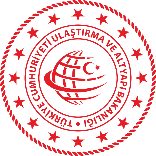 TÜRKİYE CUMHURİYETİ ULAŞTIRMA VE ALTYAPI BAKANLIĞI